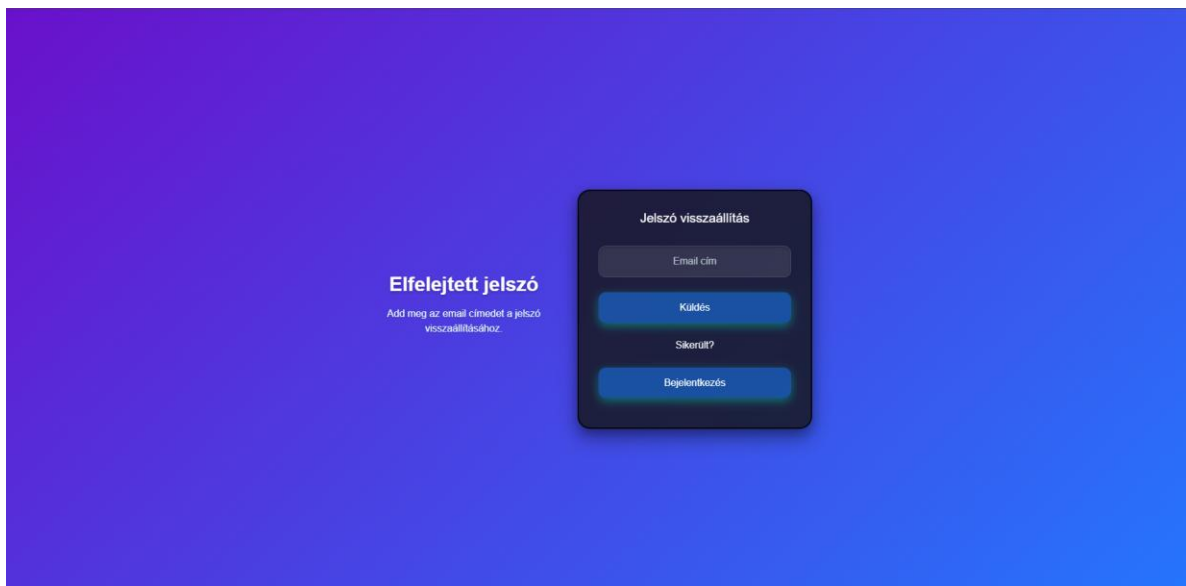 Elfelejtett jelszó
Add meg az email címedet a jelszó
visszaállításához.
Jelszó visszaállítás
Email cím
Küldés
Sikerült?
Bejelentkezés